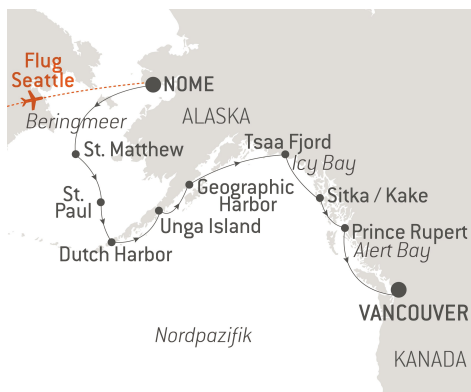 Flug
Seattle
NOME
Beringmeer
ALASKA
St. Matthew
Tsaa Fjord
Icy Bay
St.
Paul
Geographic
Harbor
Sitka / Kake
Unga Island
Dutch Harbor
Prince Rupert
Alert Bay
VANCOUVER
Nordpazifik
KANADA